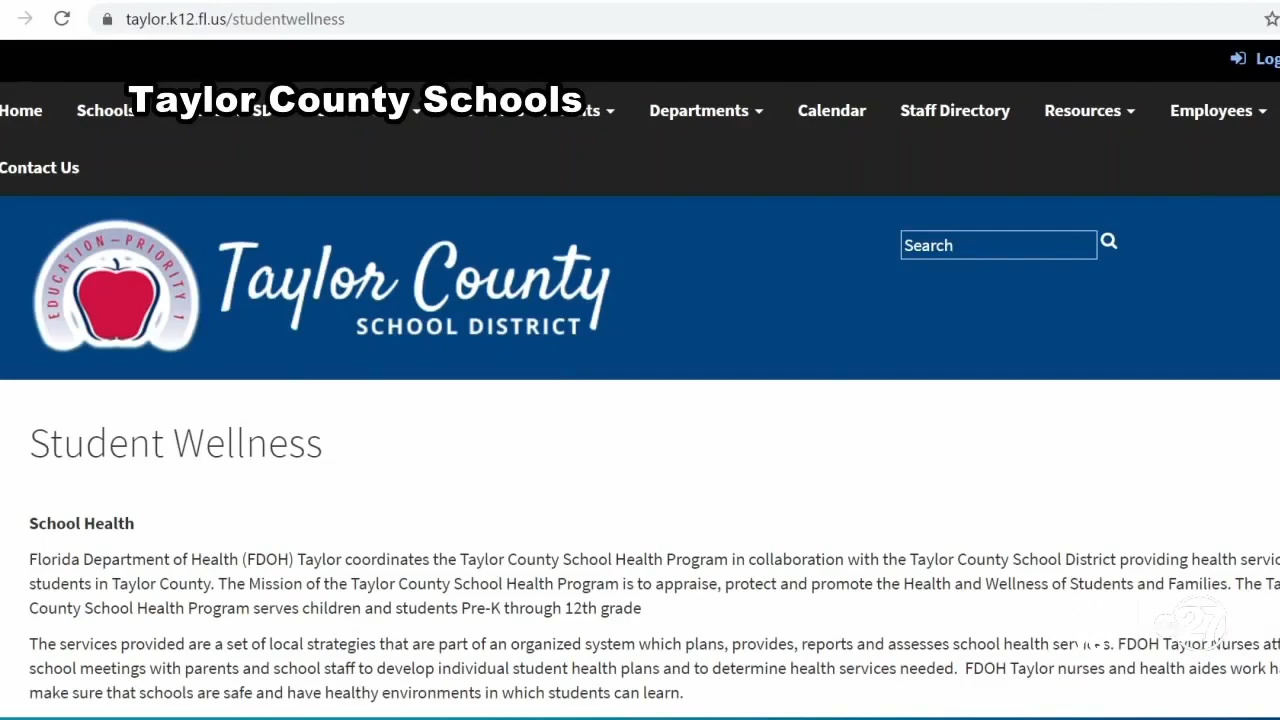 taylor.k12.fl.us/studentwellness
Log
Taylor County Schools
Home Schools Departments Calendar Staff Directory Resources Employees
Contact Us
EDUCATION - PRIORITY 1
Taylor County
SCHOOL DISTRICT
Search
Student Wellness
School Health
Florida Department of Health (FDOH) Taylor coordinates the Taylor County School Health Program in collaboration with the Taylor County School District providing health servic
students in Taylor County. The Mission of the Taylor County School Health Program is to appraise, protect and promote the Health and Wellness of Students and Families. The Ta
County School Health Program serves children and students Pre-K through 12th grade
The services provided are a set of local strategies that are part of an organized system which plans, provides, reports and assesses school health services. FDOH Taylor Nurses att
school meetings with parents and school staff to develop individual student health plans and to determine health services needed. FDOH Taylor nurses and health aides work ha
make sure that schools are safe and have healthy environments in which students can learn.
abc 27